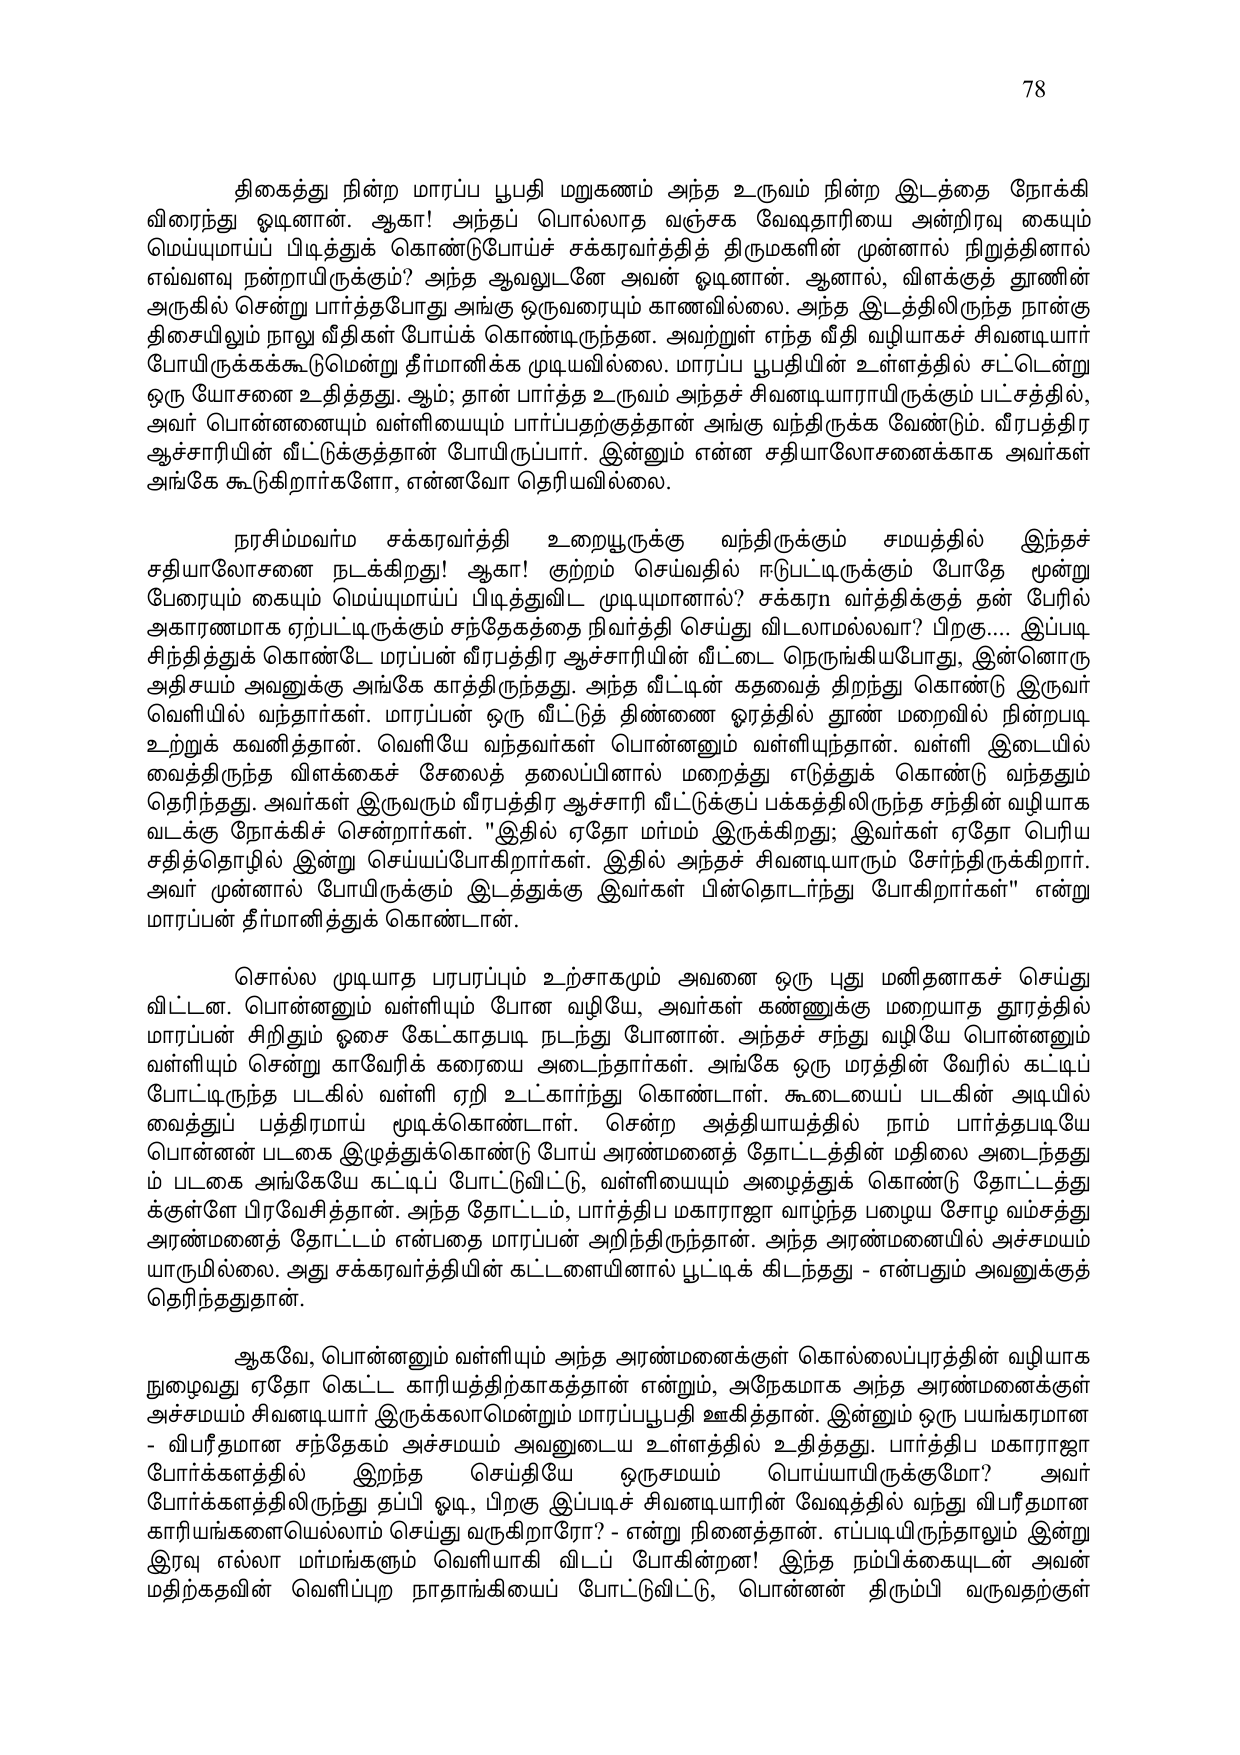 78
திகைத்து நின்ற மாரப்ப பூபதி மறுகணம் அந்த உருவம் நின்ற இடத்தை நோக்கி
விரைந்து ஓடினான். ஆகா! அந்தப் பொல்லாத வஞ்சக வேஷதாரியை அன்றிரவு கையும்
மெய்யுமாய்ப் பிடித்துக் கொண்டுபோய்ச் சக்கரவர்த்தித் திருமகளின் முன்னால் நிறுத்தினால்
எவ்வளவு நன்றாயிருக்கும்? அந்த ஆவலுடனே அவன் ஓடினான். ஆனால், விளக்குத் தூணின்
அருகில் சென்று பார்த்தபோது அங்கு ஒருவரையும் காணவில்லை. அந்த இடத்திலிருந்த நான்கு
திசையிலும் நாலு வீதிகள் போய்க் கொண்டிருந்தன. அவற்றுள் எந்த வீதி வழியாகச் சிவனடியார்
போயிருக்கக்கூடுமென்று தீர்மானிக்க முடியவில்லை. மாரப்ப பூபதியின் உள்ளத்தில் சட்டென்று
ஒரு யோசனை உதித்தது. ஆம்; தான் பார்த்த உருவம் அந்தச் சிவனடியாராயிருக்கும் பட்சத்தில்,
அவர் பொன்னனையும் வள்ளியையும் பார்ப்பதற்குத்தான் அங்கு வந்திருக்க வேண்டும். வீரபத்திர
ஆச்சாரியின் வீட்டுக்குத்தான் போயிருப்பார். இன்னும் என்ன சதியாலோசனைக்காக அவர்கள்
அங்கே கூடுகிறார்களோ, என்னவோ தெரியவில்லை.
நரசிம்மவர்ம சக்கரவர்த்தி உறையூருக்கு வந்திருக்கும் சமயத்தில் இந்தச்
சதியாலோசனை நடக்கிறது! ஆகா! குற்றம் செய்வதில் ஈடுபட்டிருக்கும் போதே மூன்று
பேரையும் கையும் மெய்யுமாய்ப் பிடித்துவிட முடியுமானால்? சக்கரn வர்த்திக்குத் தன் பேரில்
அகாரணமாக ஏற்பட்டிருக்கும் சந்தேகத்தை நிவர்த்தி செய்து விடலாமல்லவா? பிறகு.... இப்படி
சிந்தித்துக் கொண்டே மரப்பன் வீரபத்திர ஆச்சாரியின் வீட்டை நெருங்கியபோது, இன்னொரு
அதிசயம் அவனுக்கு அங்கே காத்திருந்தது. அந்த வீட்டின் கதவைத் திறந்து கொண்டு இருவர்
வெளியில் வந்தார்கள். மாரப்பன் ஒரு வீட்டுத் திண்ணை ஓரத்தில் தூண் மறைவில் நின்றபடி
உற்றுக் கவனித்தான். வெளியே வந்தவர்கள் பொன்னனும் வள்ளியுந்தான். வள்ளி இடையில்
வைத்திருந்த விளக்கைச் சேலைத் தலைப்பினால் மறைத்து எடுத்துக் கொண்டு வந்ததும்
தெரிந்தது. அவர்கள் இருவரும் வீரபத்திர ஆச்சாரி வீட்டுக்குப் பக்கத்திலிருந்த சந்தின் வழியாக
வடக்கு நோக்கிச் சென்றார்கள். "இதில் ஏதோ மர்மம் இருக்கிறது; இவர்கள் ஏதோ பெரிய
சதித்தொழில் இன்று செய்யப்போகிறார்கள். இதில் அந்தச் சிவனடியாரும் சேர்ந்திருக்கிறார்.
அவர் முன்னால் போயிருக்கும் இடத்துக்கு இவர்கள் பின்தொடர்ந்து போகிறார்கள்" என்று
மாரப்பன் தீர்மானித்துக் கொண்டான்.
சொல்ல முடியாத பரபரப்பும் உற்சாகமும் அவனை ஒரு புது மனிதனாகச் செய்து
விட்டன. பொன்னனும் வள்ளியும் போன வழியே, அவர்கள் கண்ணுக்கு மறையாத தூரத்தில்
மாரப்பன் சிறிதும் ஓசை கேட்காதபடி நடந்து போனான். அந்தச் சந்து வழியே பொன்னனும்
வள்ளியும் சென்று காவேரிக் கரையை அடைந்தார்கள். அங்கே ஒரு மரத்தின் வேரில் கட்டிப்
போட்டிருந்த படகில் வள்ளி ஏறி உட்கார்ந்து கொண்டாள். கூடையைப் படகின் அடியில்
வைத்துப் பத்திரமாய் மூடிக்கொண்டாள். சென்ற அத்தியாயத்தில் நாம் பார்த்தபடியே
பொன்னன் படகை இழுத்துக்கொண்டு போய் அரண்மனைத் தோட்டத்தின் மதிலை அடைந்தது
ம் படகை அங்கேயே கட்டிப் போட்டுவிட்டு, வள்ளியையும் அழைத்துக் கொண்டு தோட்டத்து
க்குள்ளே பிரவேசித்தான். அந்த தோட்டம், பார்த்திப மகாராஜா வாழ்ந்த பழைய சோழ வம்சத்து
அரண்மனைத் தோட்டம் என்பதை மாரப்பன் அறிந்திருந்தான். அந்த அரண்மனையில் அச்சமயம்
யாருமில்லை. அது சக்கரவர்த்தியின் கட்டளையினால் பூட்டிக் கிடந்தது - என்பதும் அவனுக்குத்
தெரிந்ததுதான்.
ஆகவே, பொன்னனும் வள்ளியும் அந்த அரண்மனைக்குள் கொல்லைப்புரத்தின் வழியாக
நுழைவது ஏதோ கெட்ட காரியத்திற்காகத்தான் என்றும், அநேகமாக அந்த அரண்மனைக்குள்
அச்சமயம் சிவனடியார் இருக்கலாமென்றும் மாரப்பபூபதி ஊகித்தான். இன்னும் ஒரு பயங்கரமான
- விபரீதமான சந்தேகம் அச்சமயம் அவனுடைய உள்ளத்தில் உதித்தது. பார்த்திப மகாராஜா
போர்க்களத்தில் இறந்த செய்தியே ஒருசமயம் பொய்யாயிருக்குமோ? அவர்
போர்க்களத்திலிருந்து தப்பி ஓடி, பிறகு இப்படிச் சிவனடியாரின் வேஷத்தில் வந்து விபரீதமான
காரியங்களையெல்லாம் செய்து வருகிறாரோ? - என்று நினைத்தான். எப்படியிருந்தாலும் இன்று
இரவு எல்லா மர்மங்களும் வெளியாகி விடப் போகின்றன! இந்த நம்பிக்கையுடன் அவன்
மதிற்கதவின் வெளிப்புற நாதாங்கியைப் போட்டுவிட்டு, பொன்னன் திரும்பி வருவதற்குள்